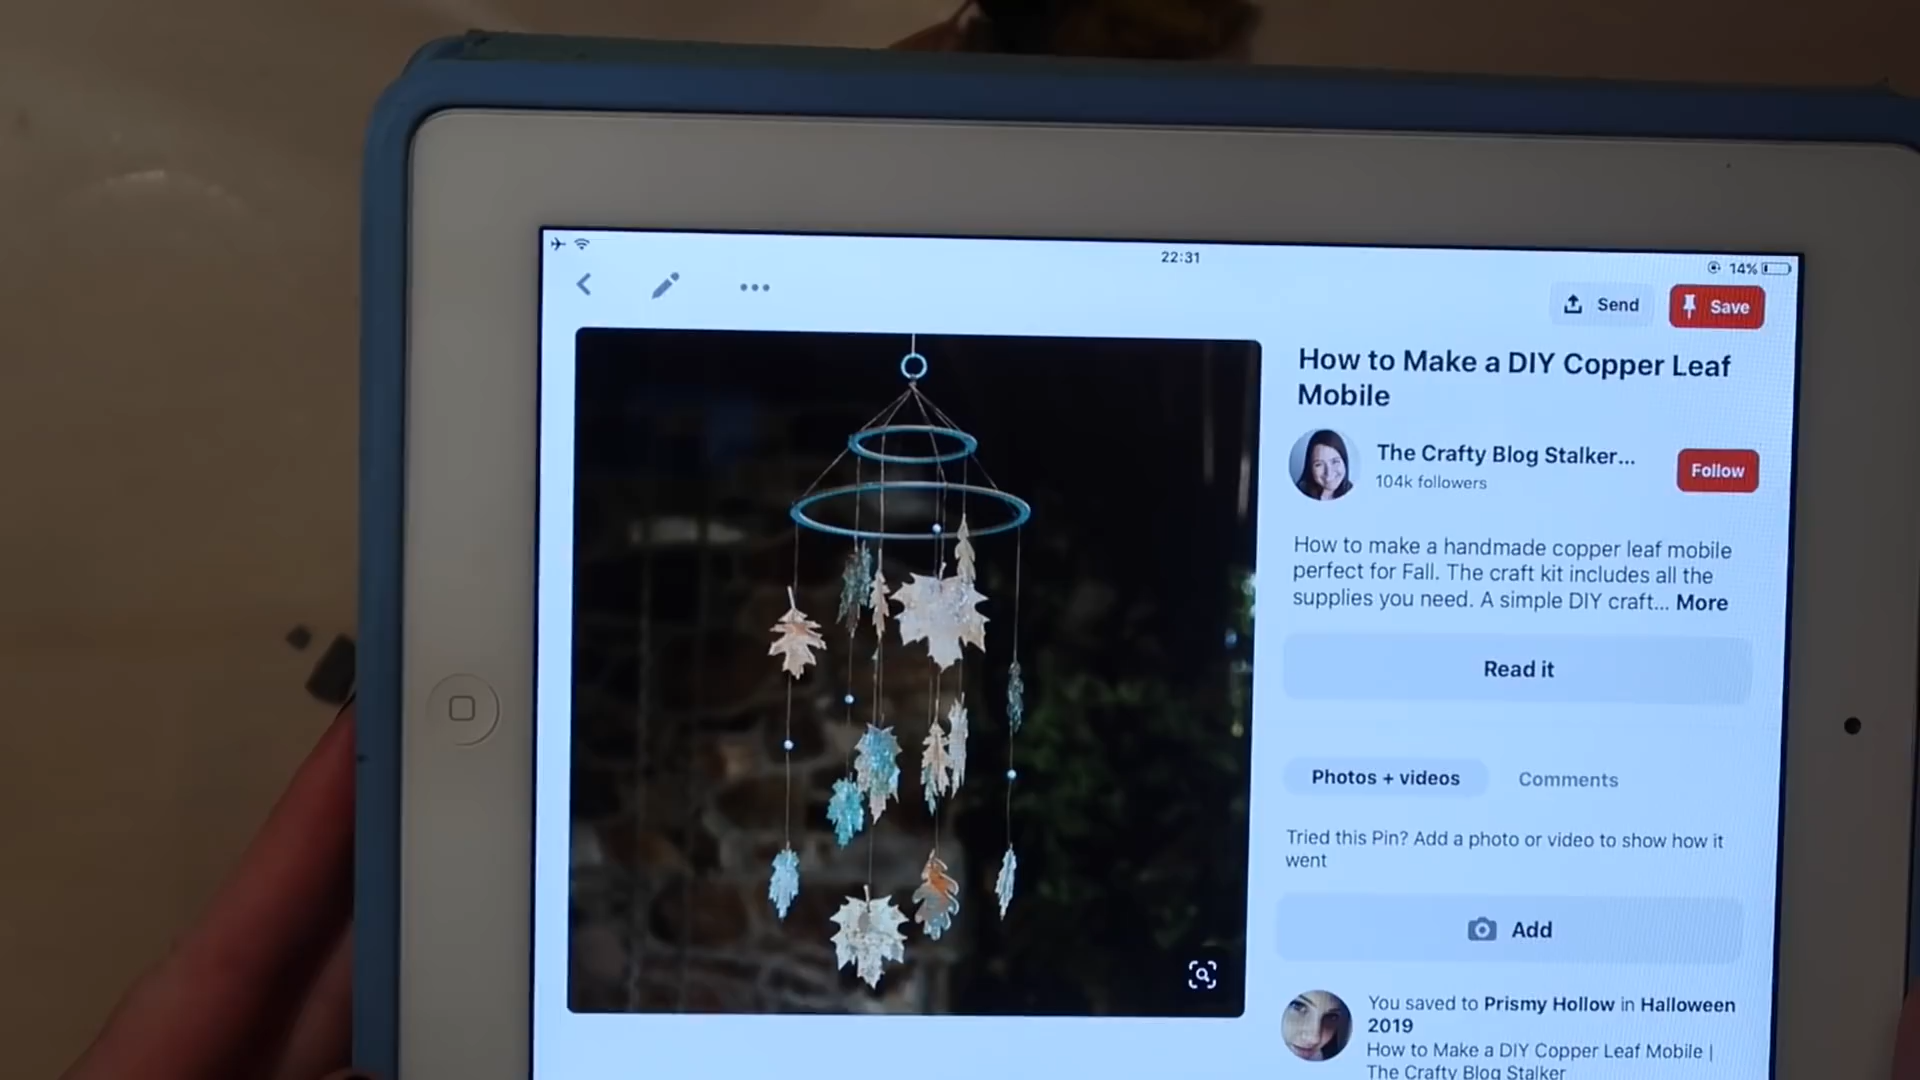 22:31
14%
Send
Save
How to Make a DIY Copper Leaf
Mobile
The Crafty Blog Stalker...
104k followers
Follow
How to make a handmade copper leaf mobile
perfect for Fall. The craft kit includes all the
supplies you need. A simple DIY craft... More
Read it
Photos + videos
Comments
Tried this Pin? Add a photo or video to show how it
went
Add
You saved to Prismy Hollow in Halloween
2019
How to Make a DIY Copper Leaf Mobile |
The Crafty Blog Stalker